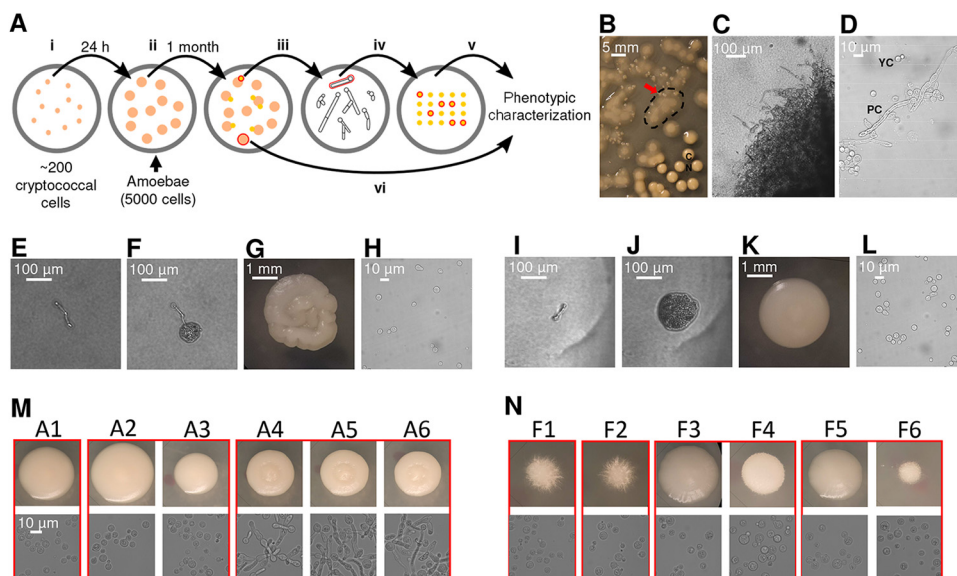 A
i
24 h
ii
1 month
iii
iv
v
~200
cryptococcal
cells
Amoebae
(5000 cells)
vi
Phenotypic
characterization
B
5 mm
C
N
C
100 µm
D
10 µm
YC
PC
E
100 µm
F
100 µm
G
1 mm
H
10 µm
I
100 µm
J
100 µm
K
1 mm
L
10 µm
M
A1 A2 A3 A4 A5 A6
10 µm
N
F1 F2 F3 F4 F5 F6